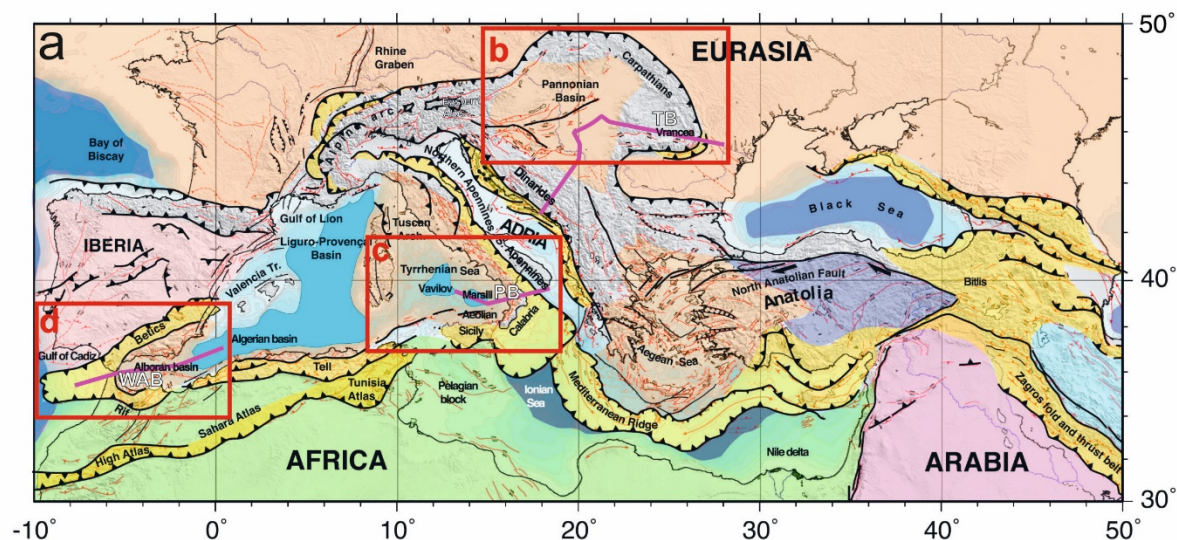 a
50°
b
EURASIA
Rhine
Graben
Carpathians
Pannonian
Basin
TB
Vrancea
Bay of
Biscay
Alpine arc
Northern Apennines
Dinarides
Gulf of Lion
Black Sea
IBERIA
Liguro-Provençal
Basin
Tuscan
ADRIA
S. Apennines
c
Valencia Tr.
Tyrrhenian Sea
Vavilov
Marsili
PB
North Anatolian Fault
Anatolia
Bitlis
40°
d
Betics
Aeolian
Sicily
Calabria
Gulf of Cadiz
Algerian basin
Alboran basin
WAB
Aegean Sea
Tell
Tunisia
Atlas
Pelagian
block
Ionian
Sea
Mediterranean Ridge
Rif
Sahara Atlas
High Atlas
AFRICA
Nile delta
ARABIA
Zagros fold and thrust belt
30°
-10°
0°
10°
20°
30°
40°
50°